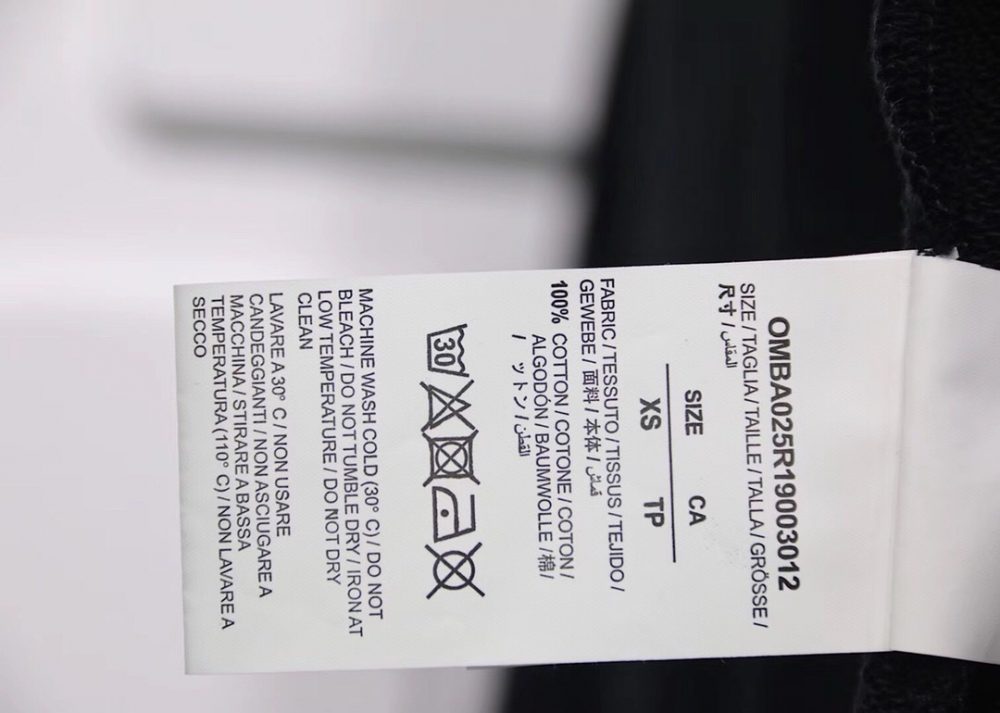 OMBA025R19003012
SIZE / TAGLIA / TAILLE / TALLA / GRÖSSE /
尺寸 / المقاس
SIZE CA
XS TP
FABRIC / TESSUTO / TISSUS / TEJIDO /
GEWEBE / 面料 / 本体 / قماش
100% COTTON / COTONE / COTON /
ALGODÓN / BAUMWOLLE /棉/
/ ットン / القطن
30
MACHINE WASH COLD (30° C) / DO NOT
BLEACH / DO NOT TUMBLE DRY / IRON AT
LOW TEMPERATURE / DO NOT DRY
CLEAN
LAVARE A 30° C / NON USARE
CANDEGGIANTI / NON ASCIUGARE A
MACCHINA / STIRARE A BASSA
TEMPERATURA (110° C) / NON LAVARE A
SECCO